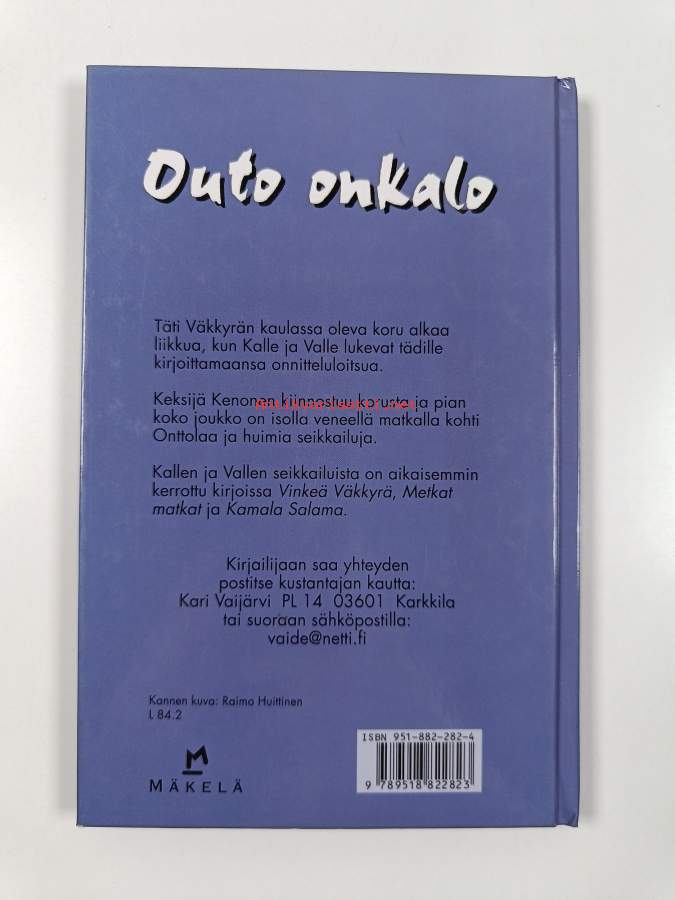 Outo onkalo
Täti Väkkyrän kaulassa oleva koru alkaa
liikkua, kun Kalle ja Valle lukevat tädille
kirjoittamaansa onnitteluloitsua.
Keksijä Kenonen kiinnostuu korusta ja pian
antikvariaatti.net
koko joukko on isolla veneellä matkalla kohti
Onttolaa ja huimia seikkailuja.
Kallen ja Vallen seikkailuista on aikaisemmin
kerrottu kirjoissa Vinkeä Väkkyrä, Metkat
matkat ja Kamala Salama.
Kirjailijaan saa yhteyden
postitse kustantajan kautta:
Kari Vaijärvi PL 14 03601 Karkkila
tai suoraan sähköpostilla:
vaide@netti.fi
Kannen kuva: Raimo Huittinen
L 84.2
M
MÄKELÄ
ISBN 951-882-282-4
9 789518 822823